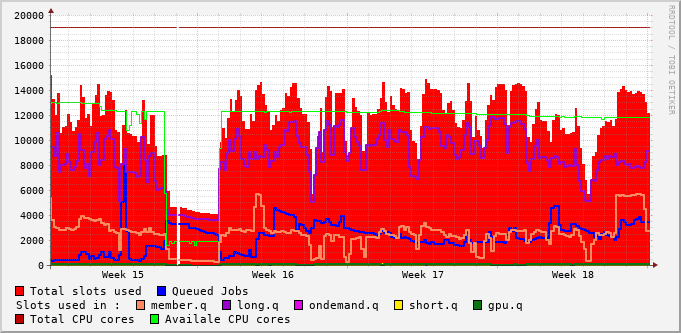 20000
18000
16000
14000
12000
10000
8000
6000
4000
2000
0
Week 15 Week 16 Week 17 Week 18
RRDTOOL / TOBI OETIKER
Total slots used Queued Jobs
Slots used in : member.q long.q ondemand.q short.q gpu.q
Total CPU cores Availale CPU cores